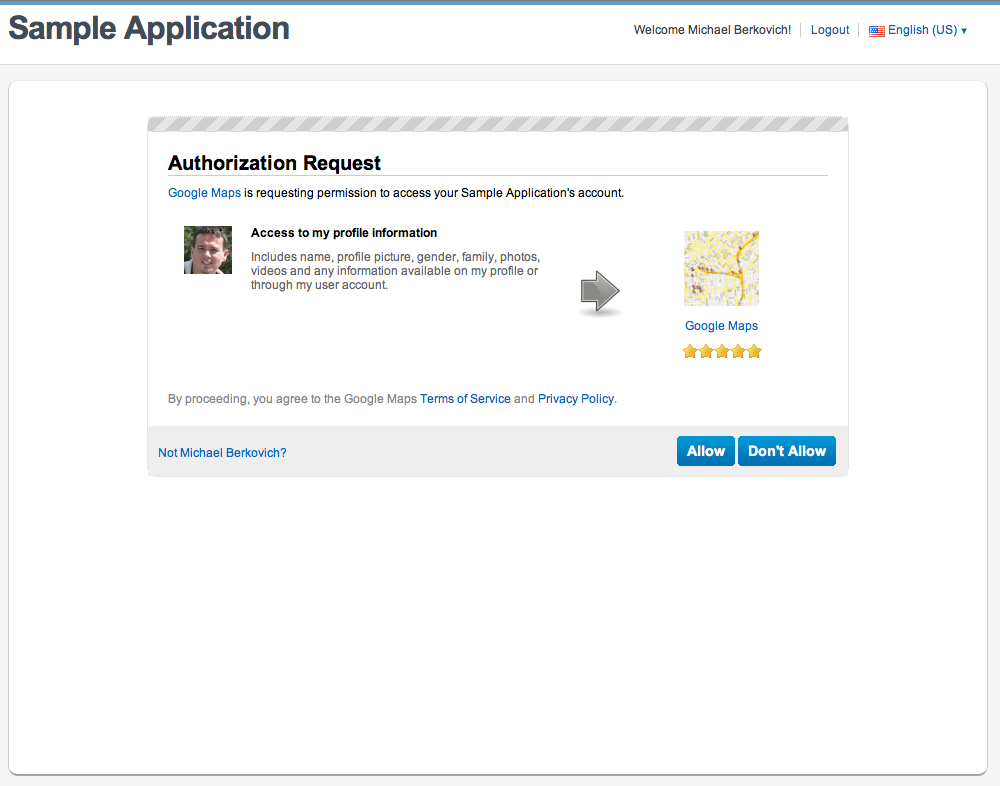 Sample Application
Welcome Michael Berkovich! Logout English (US) ▾
Authorization Request
Google Maps is requesting permission to access your Sample Application's account.
Access to my profile information
Includes name, profile picture, gender, family, photos,
videos and any information available on my profile or
through my user account.
Google Maps
By proceeding, you agree to the Google Maps Terms of Service and Privacy Policy.
Not Michael Berkovich?
Allow Don't Allow